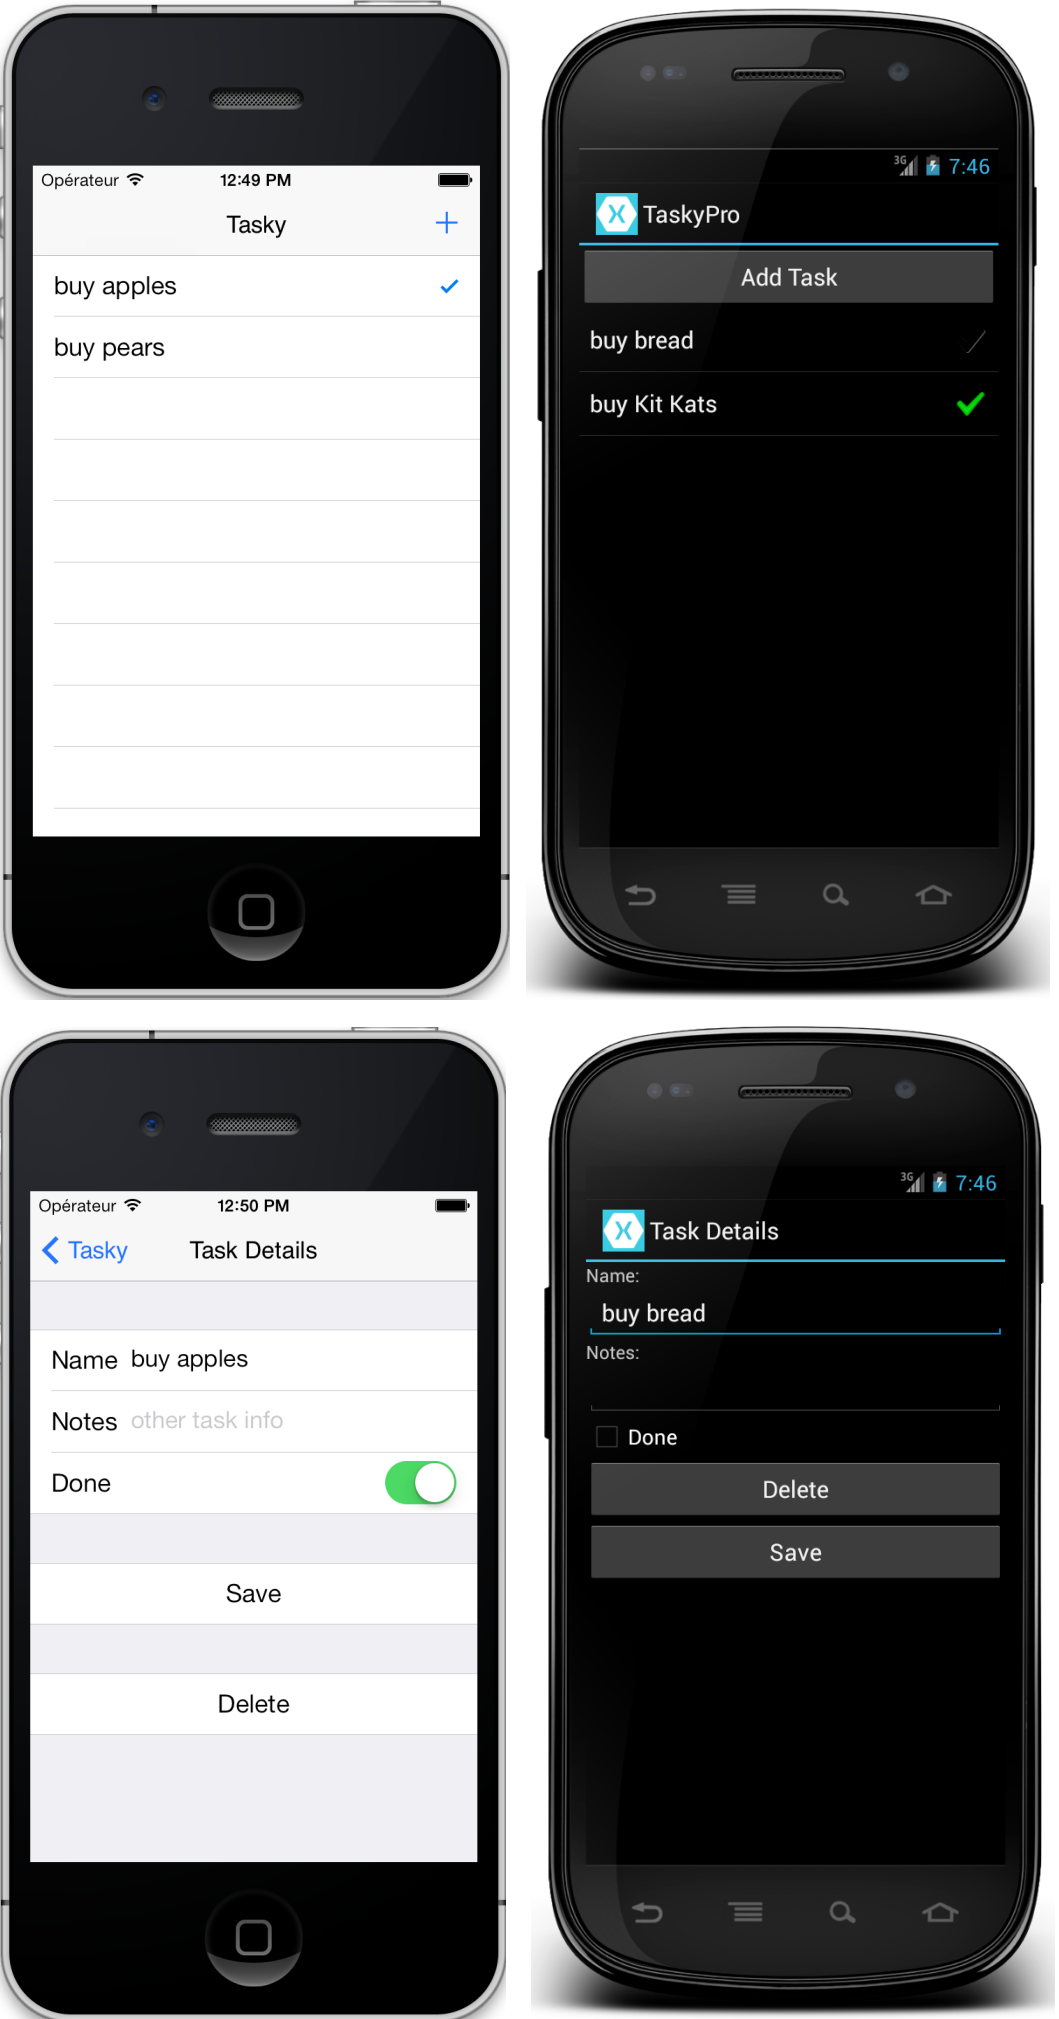 Opérateur 12:49 PM
Tasky +
buy apples
buy pears
3G 7:46
TaskyPro
Add Task
buy bread
buy Kit Kats
Opérateur 12:50 PM
Tasky Task Details
Name buy apples
Notes other task info
Done
Save
Delete
3G 7:46
Task Details
Name:
buy bread
Notes:
Done
Delete
Save